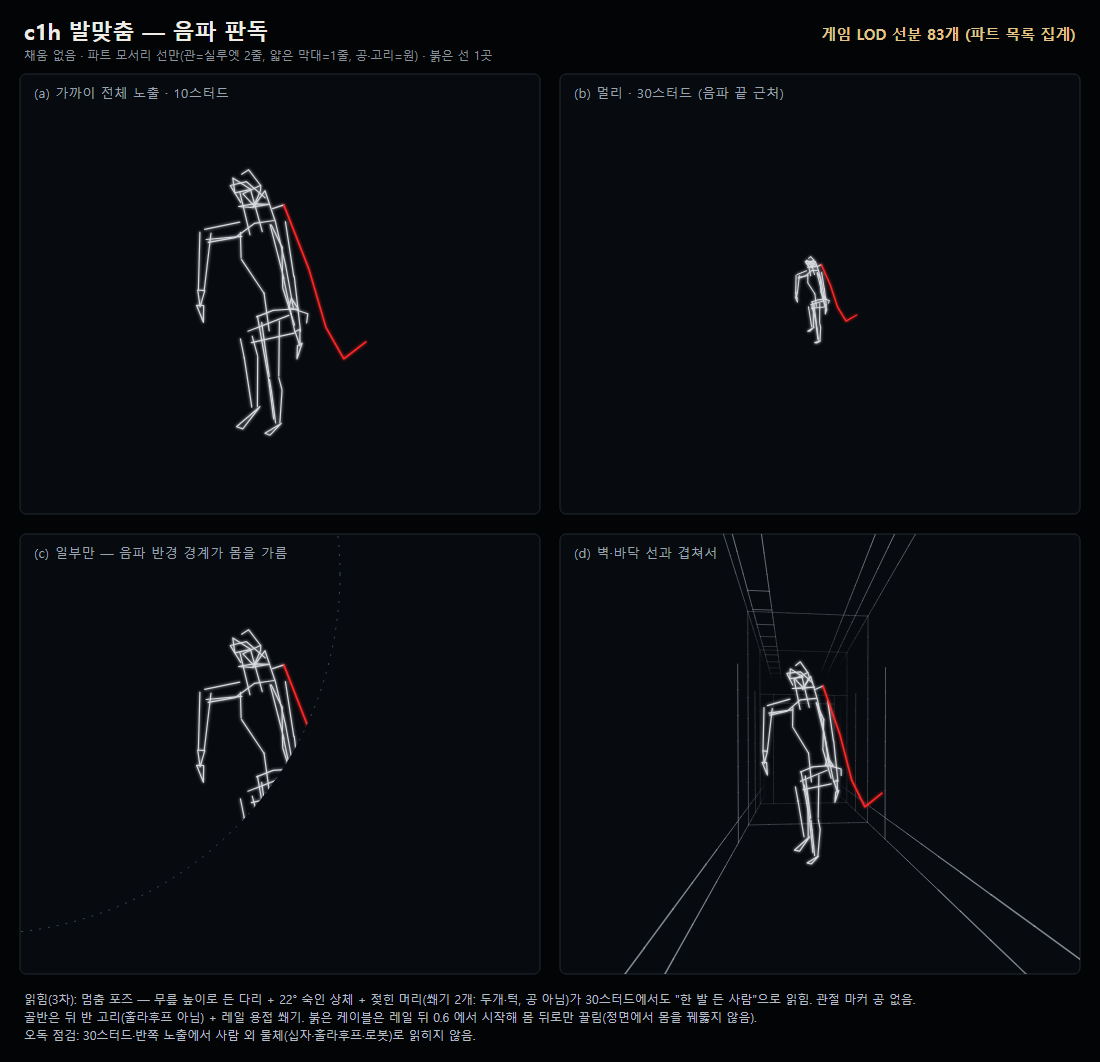 c1h 발맞춤 — 음파 판독
게임 LOD 선분 83개 (파트 목록 집계)
채움 없음 · 파트 모서리 선만(관=실루엣 2줄, 얇은 막대=1줄, 공·고리=원) · 붉은 선 1곳
(a) 가까이 전체 노출 · 10스터드
(b) 멀리 · 30스터드 (음파 끝 근처)
(c) 일부만 — 음파 반경 경계가 몸을 가름
(d) 벽·바닥 선과 겹쳐서
읽힘(3차): 멈춤 포즈 — 무릎 높이로 든 다리 + 22° 숙인 상체 + 젖힌 머리(쐐기 2개: 두개·턱, 공 아님)가 30스터드에서도 "한 발 든 사람"으로 읽힘. 관절 마커 공 없음.
골반은 뒤 반 고리(훌라후프 아님) + 레일 용접 쐐기. 붉은 케이블은 레일 뒤 0.6 에서 시작해 몸 뒤로만 끌림(정면에서 몸을 꿰뚫지 않음).
오독 점검: 30스터드·반쪽 노출에서 사람 외 물체(십자·훌라후프·로봇)로 읽히지 않음.